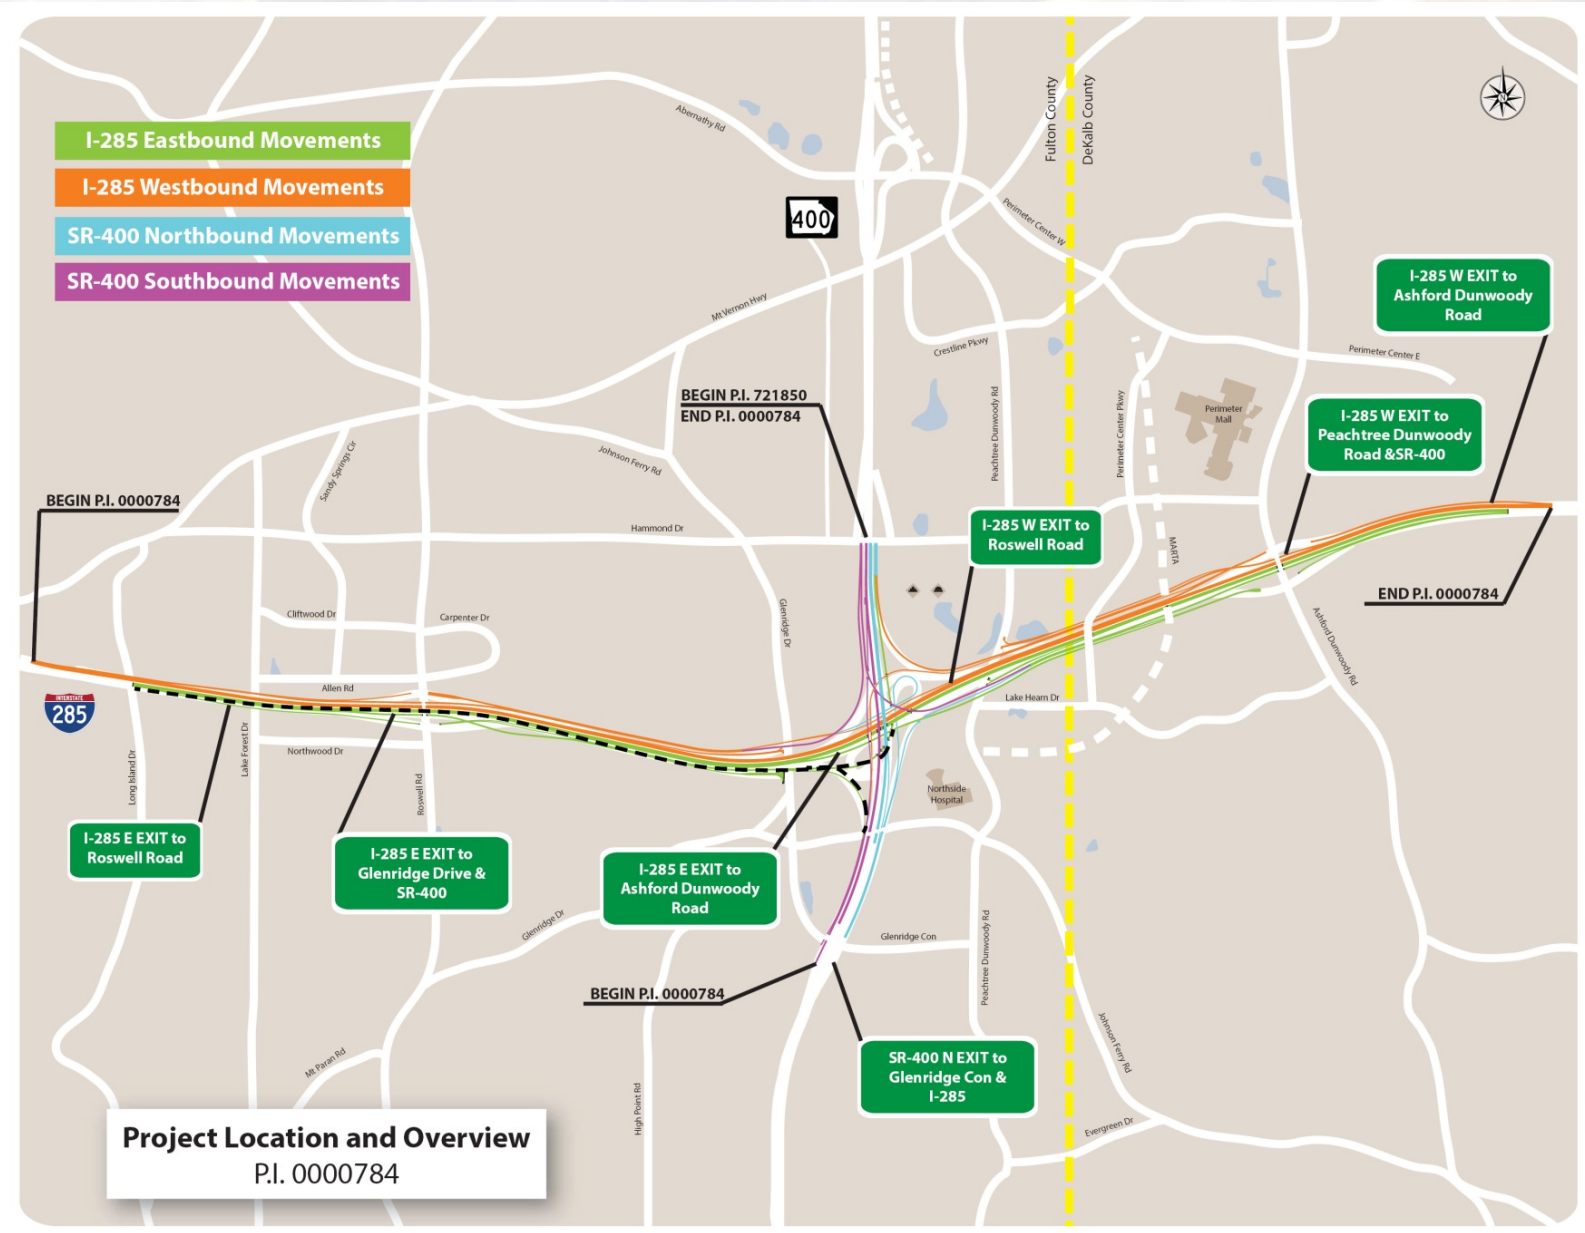 I-285 Eastbound Movements
I-285 Westbound Movements
SR-400 Northbound Movements
SR-400 Southbound Movements
Abernathy Rd
Fulton County
DeKalb County
N
400
Perimeter Center W
Mt Vernon Hwy
Crestline Pkwy
I-285 W EXIT to
Ashford Dunwoody
Road
Perimeter Center E
BEGIN P.I. 721850
END P.I. 0000784
Peachtree Dunwoody Rd
Perimeter Center Pkwy
Perimeter
Mall
I-285 W EXIT to
Peachtree Dunwoody
Road &SR-400
Sandy Springs Cir
Johnson Ferry Rd
BEGIN P.I. 0000784
Hammond Dr
I-285 W EXIT to
Roswell Road
MARTA
END P.I. 0000784
Cliftwood Dr
Carpenter Dr
Glenridge Dr
Ashford Dunwoody Rd
Allen Rd
Lake Hearn Dr
INTERSTATE
285
Long Island Dr
Lake Forest Dr
Northwood Dr
Roswell Rd
Northside
Hospital
I-285 E EXIT to
Roswell Road
I-285 E EXIT to
Glenridge Drive &
SR-400
I-285 E EXIT to
Ashford Dunwoody
Road
Glenridge Dr
Glenridge Con
Peachtree Dunwoody Rd
BEGIN P.I. 0000784
SR-400 N EXIT to
Glenridge Con &
I-285
Johnson Ferry Rd
Mt Paran Rd
High Point Rd
Evergreen Dr
Project Location and Overview
P.I. 0000784